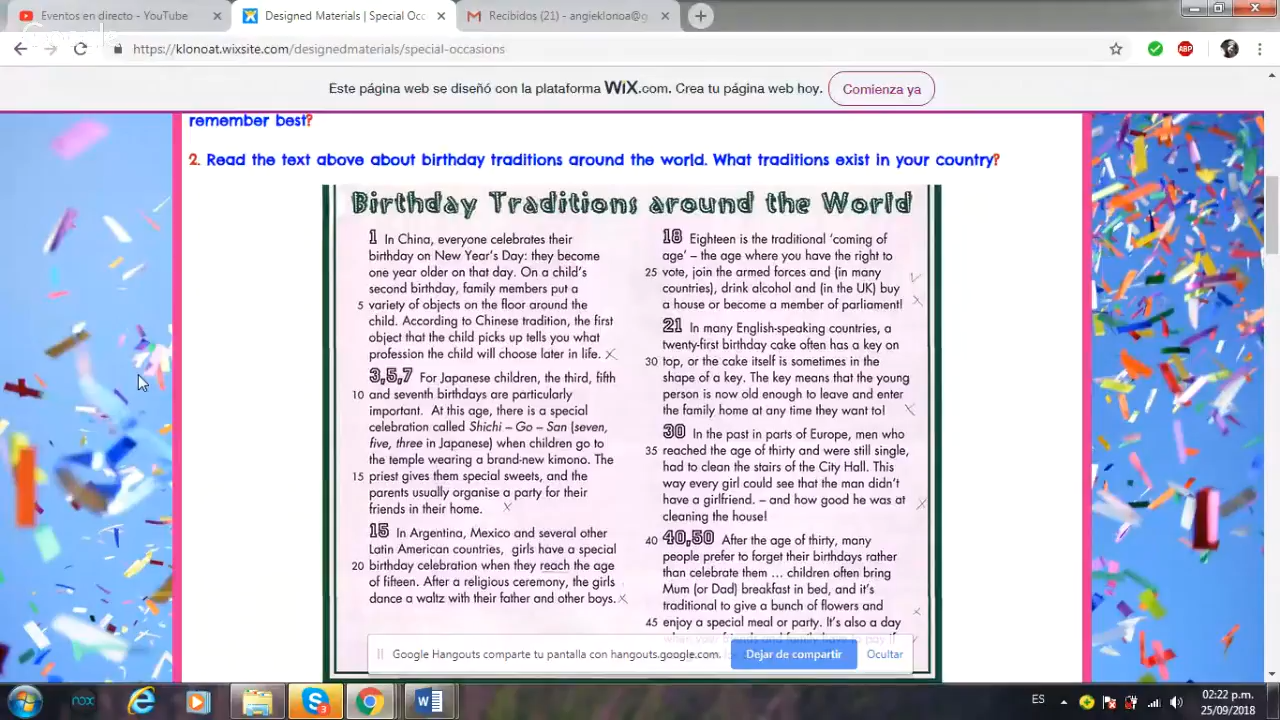 Eventos en directo - YouTube
Designed Materials | Special Occ
Recibidos (21) - angieklonoa@g
https://klonoat.wixsite.com/designedmaterials/special-occasions
ABP
Este página web se diseñó con la plataforma WiX.com. Crea tu página web hoy.
Comienza ya
remember best?
2. Read the text above about birthday traditions around the world. What traditions exist in your country?
Birthday Traditions around the World
1 In China, everyone celebrates their
birthday on New Year's Day: they become
one year older on that day. On a child's
second birthday, family members put a
5 variety of objects on the floor around the
child. According to Chinese tradition, the first
object that the child picks up tells you what
profession the child will choose later in life.
3,5,7 For Japanese children, the third, fifth
10 and seventh birthdays are particularly
important. At this age, there is a special
celebration called Shichi – Go – San (seven,
five, three in Japanese) when children go to
the temple wearing a brand-new kimono. The
15 priest gives them special sweets, and the
parents usually organise a party for their
friends in their home.
15 In Argentina, Mexico and several other
Latin American countries, girls have a special
20 birthday celebration when they reach the age
of fifteen. After a religious ceremony, the girls
dance a waltz with their father and other boys.
18 Eighteen is the traditional 'coming of
age' – the age where you have the right to
25 vote, join the armed forces and (in many
countries), drink alcohol and (in the UK) buy
a house or become a member of parliament!
21 In many English-speaking countries, a
twenty-first birthday cake often has a key on
30 top, or the cake itself is sometimes in the
shape of a key. The key means that the young
person is now old enough to leave and enter
the family home at any time they want to!
30 In the past in parts of Europe, men who
35 reached the age of thirty and were still single,
had to clean the stairs of the City Hall. This
way every girl could see that the man didn't
have a girlfriend. – and how good he was at
cleaning the house!
40 40,50 After the age of thirty, many
people prefer to forget their birthdays rather
than celebrate them ... children often bring
Mum (or Dad) breakfast in bed, and it's
traditional to give a bunch of flowers and
45 enjoy a special meal or party. It's also a day
when your friends and family have to pay if
Google Hangouts comparte tu pantalla con hangouts.google.com.
Dejar de compartir
Ocultar
nox
3
ES
02:22 p.m.
25/09/2018